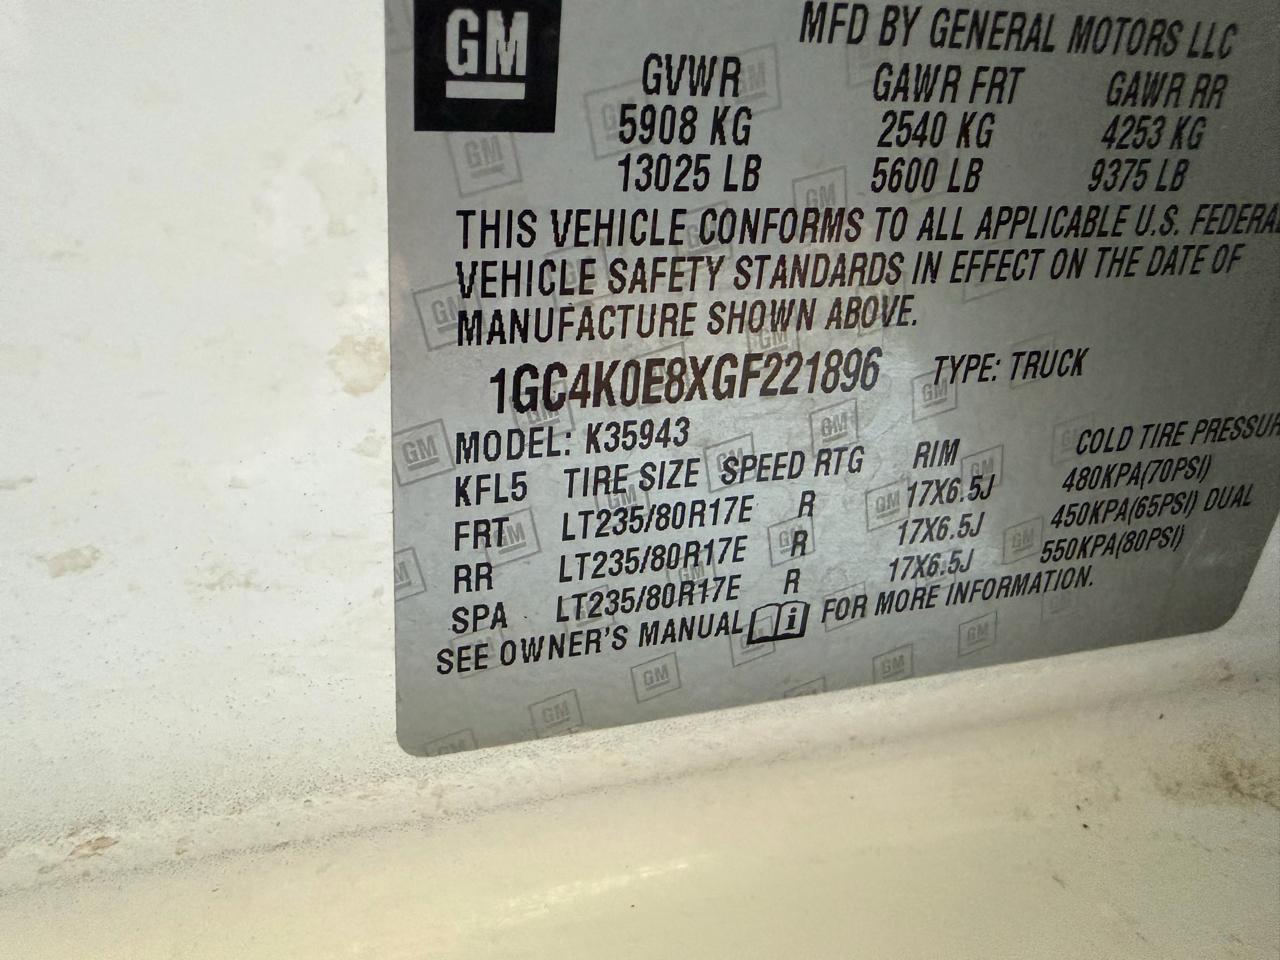 GM
MFD BY GENERAL MOTORS LLC
GVWR GAWR FRT GAWR RR
5908 KG 2540 KG 4253 KG
13025 LB 5600 LB 9375 LB
THIS VEHICLE CONFORMS TO ALL APPLICABLE U.S. FEDERAL
VEHICLE SAFETY STANDARDS IN EFFECT ON THE DATE OF
MANUFACTURE SHOWN ABOVE.
1GC4K0E8XGF221896 TYPE: TRUCK
MODEL: K35943
KFL5 TIRE SIZE SPEED RTG RIM COLD TIRE PRESSUR
FRT LT235/80R17E R 17X6.5J 480KPA(70PSI)
RR LT235/80R17E R 17X6.5J 450KPA(65PSI) DUAL
SPA LT235/80R17E R 17X6.5J 550KPA(80PSI)
SEE OWNER'S MANUAL i FOR MORE INFORMATION.